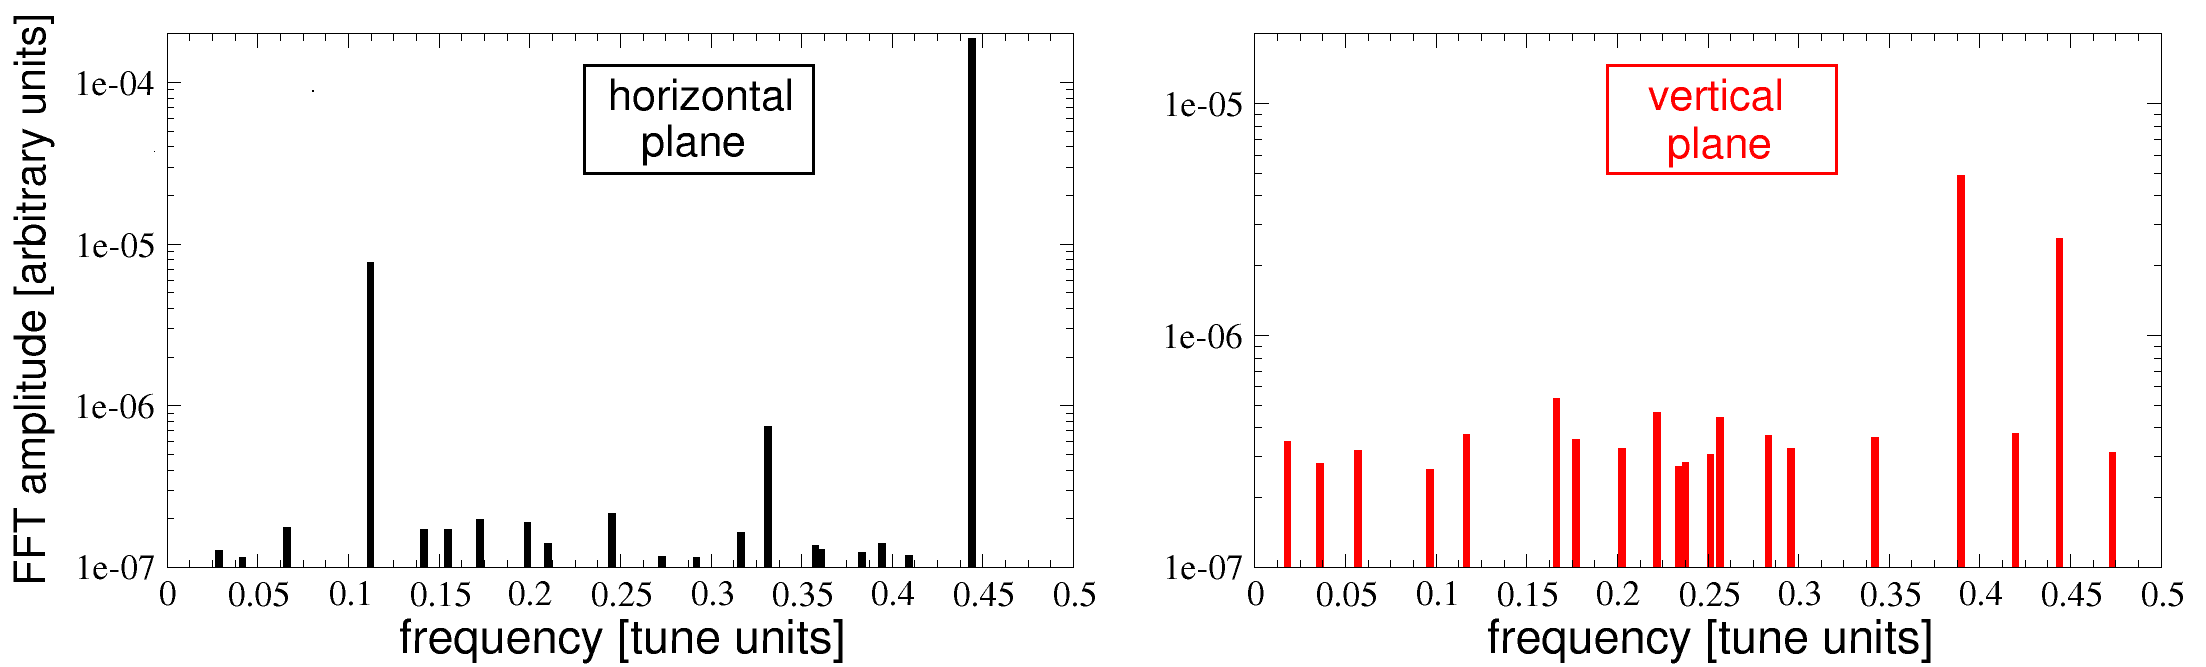 FFT amplitude [arbitrary units]
1e-04
1e-05
1e-06
1e-07
horizontal
plane
0 0.05 0.1 0.15 0.2 0.25 0.3 0.35 0.4 0.45 0.5
frequency [tune units]
1e-05
1e-06
1e-07
vertical
plane
0 0.05 0.1 0.15 0.2 0.25 0.3 0.35 0.4 0.45 0.5
frequency [tune units]